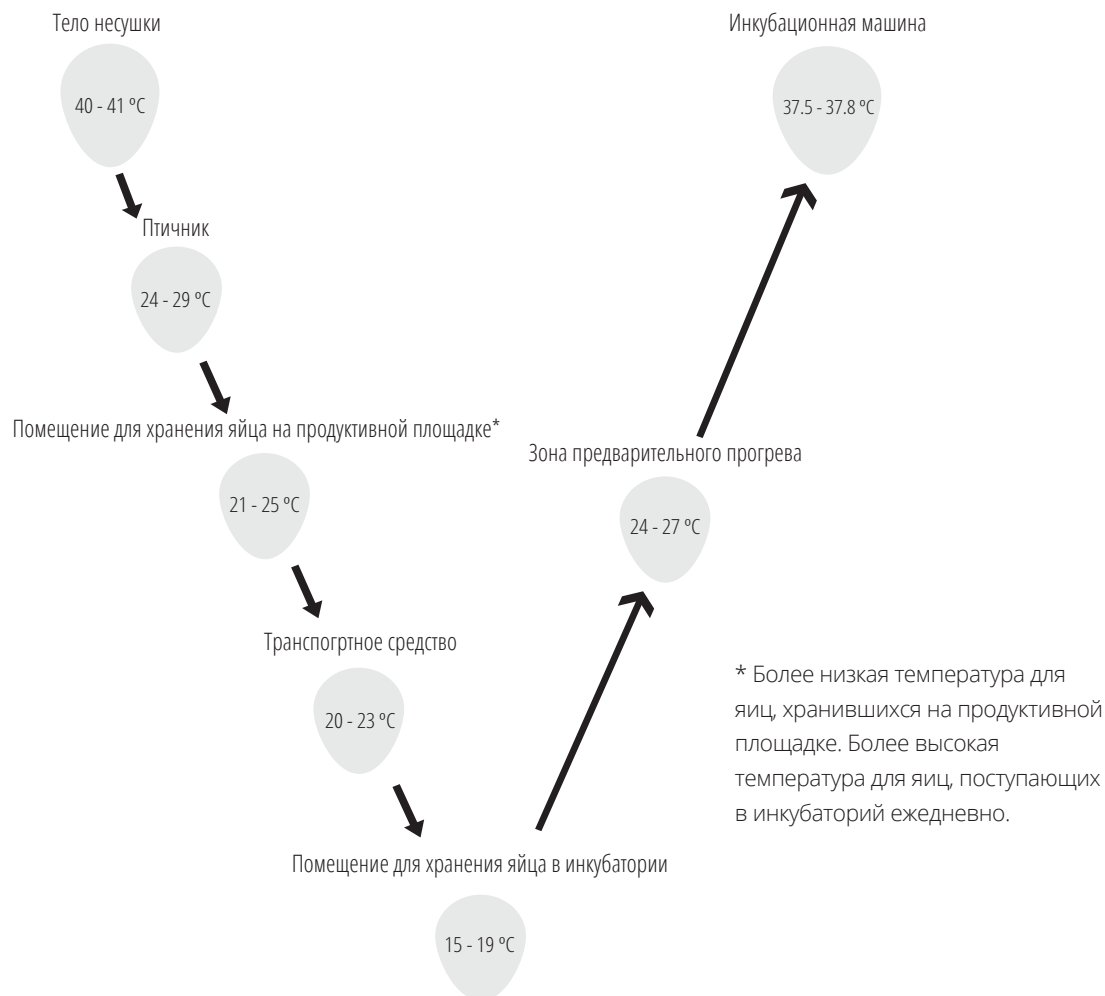 Тело несушки
40 - 41 ºC
Птичник
24 - 29 ºC
Помещение для хранения яйца на продуктивной площадке*
21 - 25 ºC
Транспогртное средство
20 - 23 ºC
Помещение для хранения яйца в инкубатории
15 - 19 ºC
Зона предварительного прогрева
24 - 27 ºC
Инкубационная машина
37.5 - 37.8 ºC
* Более низкая температура для
яиц, хранившихся на продуктивной
площадке. Более высокая
температура для яиц, поступающих
в инкубаторий ежедневно.